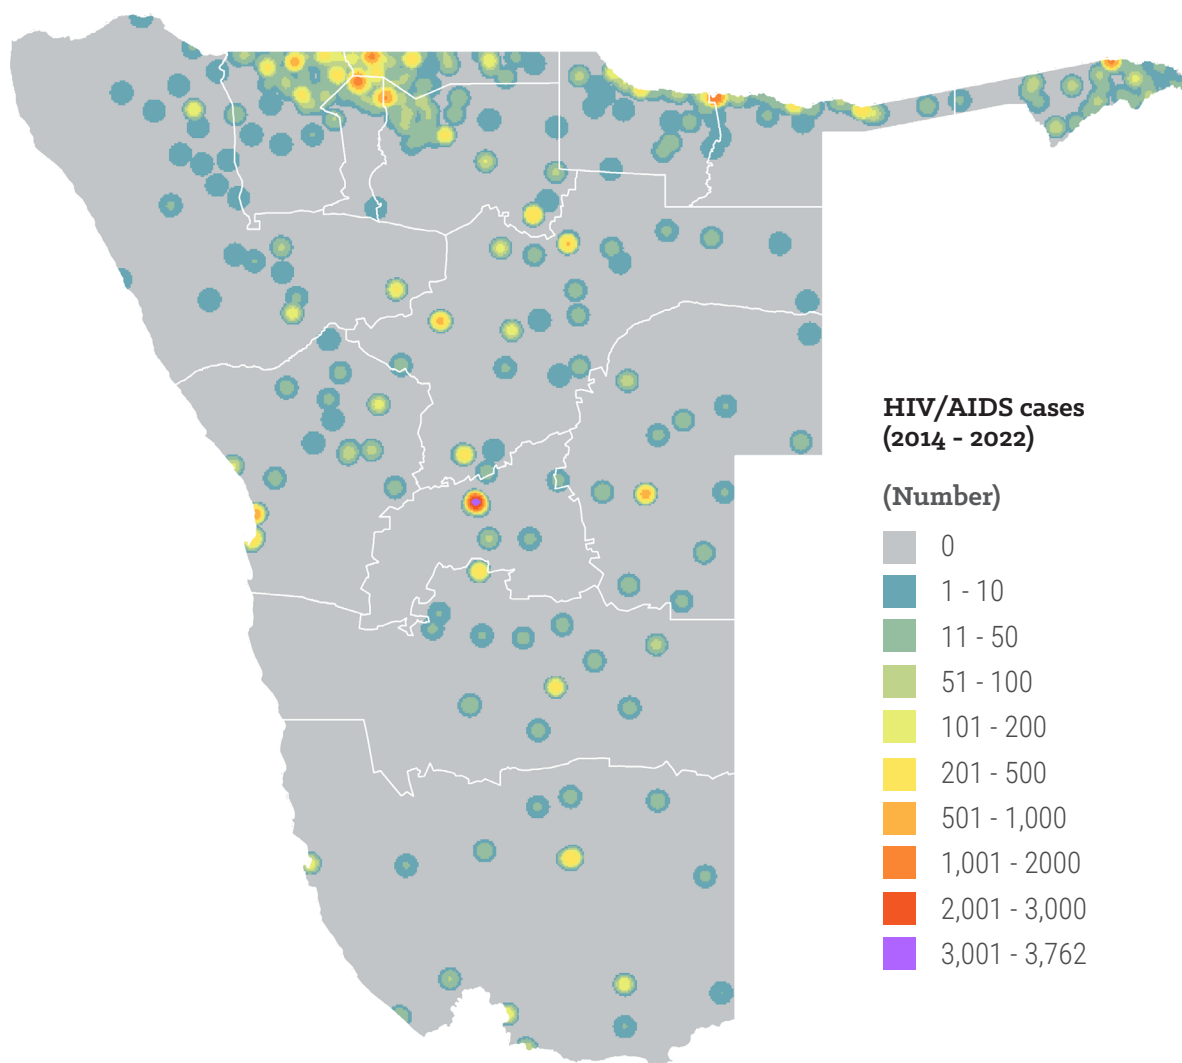 HIV/AIDS cases
(2014 - 2022)
(Number)
0
1 - 10
11 - 50
51 - 100
101 - 200
201 - 500
501 - 1,000
1,001 - 2000
2,001 - 3,000
3,001 - 3,762